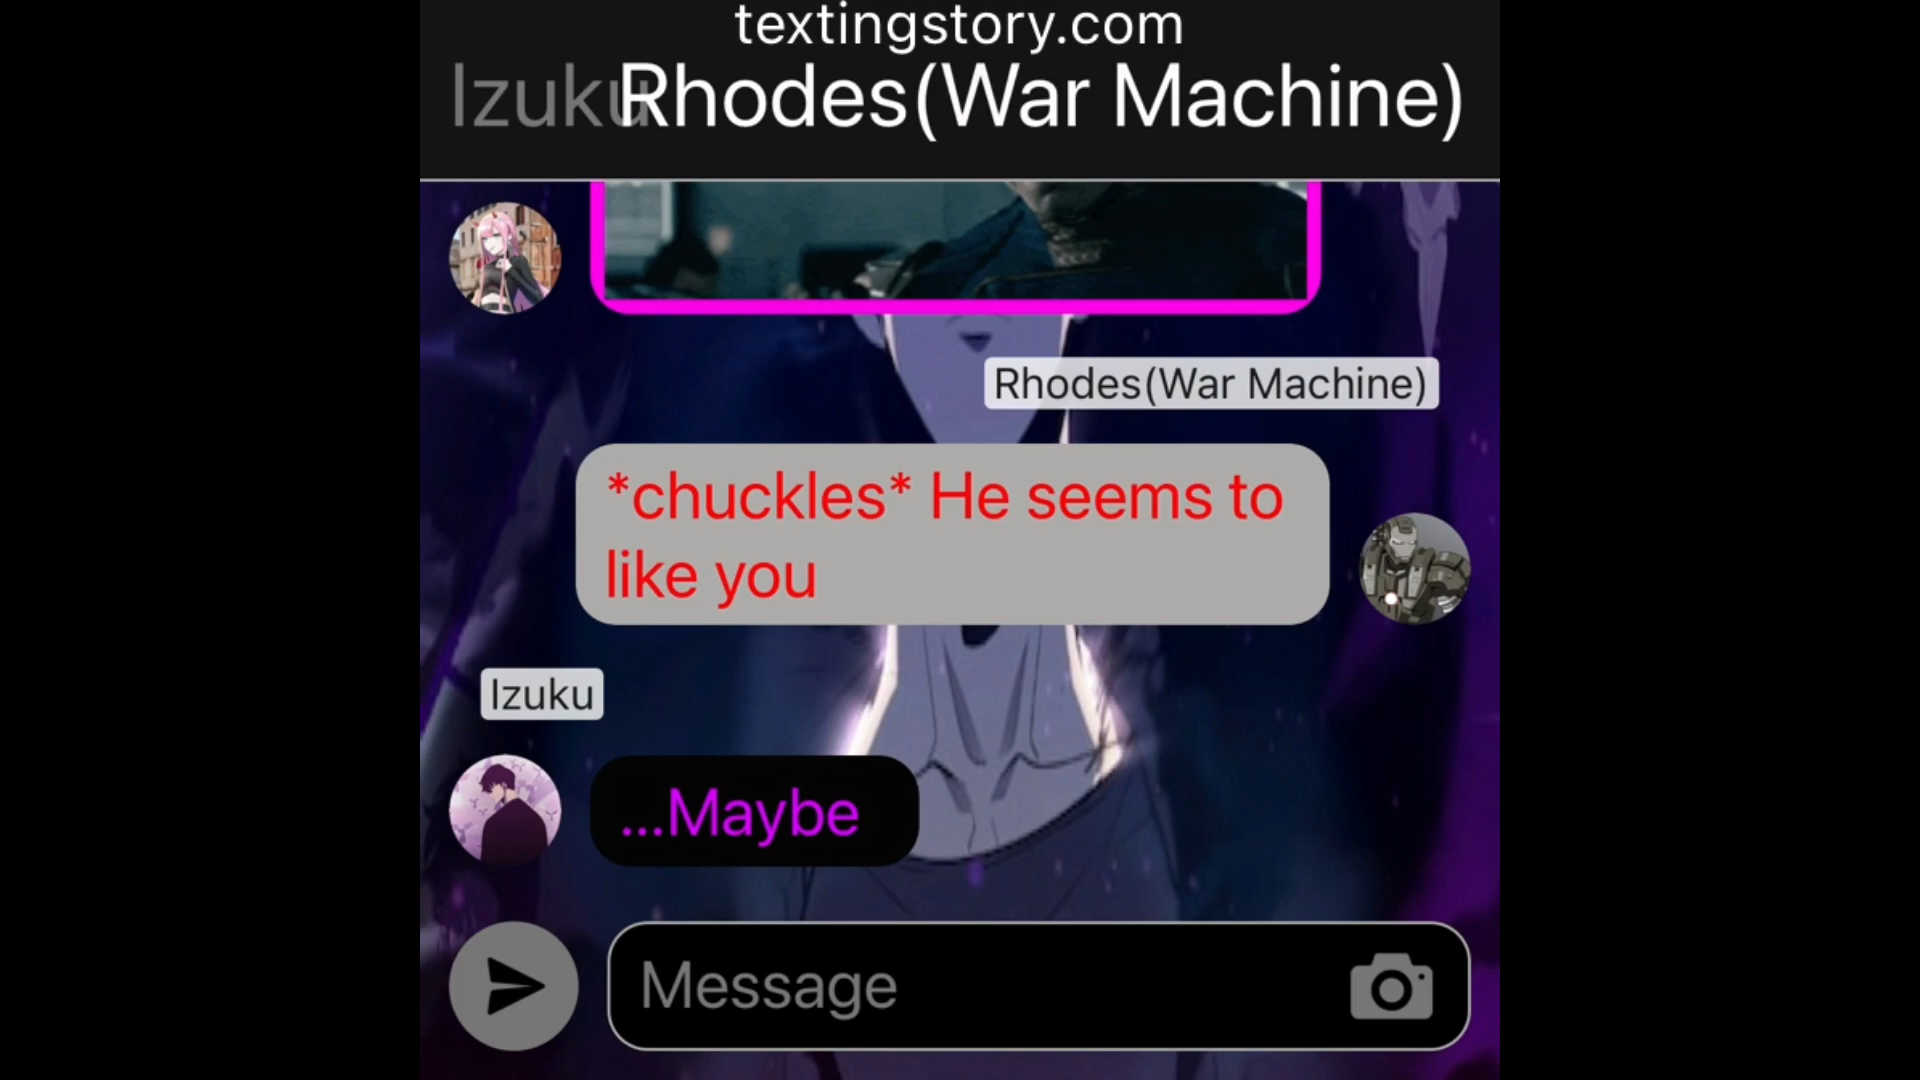 textingstory.com
Izuku
Rhodes(War Machine)
Rhodes(War Machine)
*chuckles* He seems to
like you
Izuku
...Maybe
Message